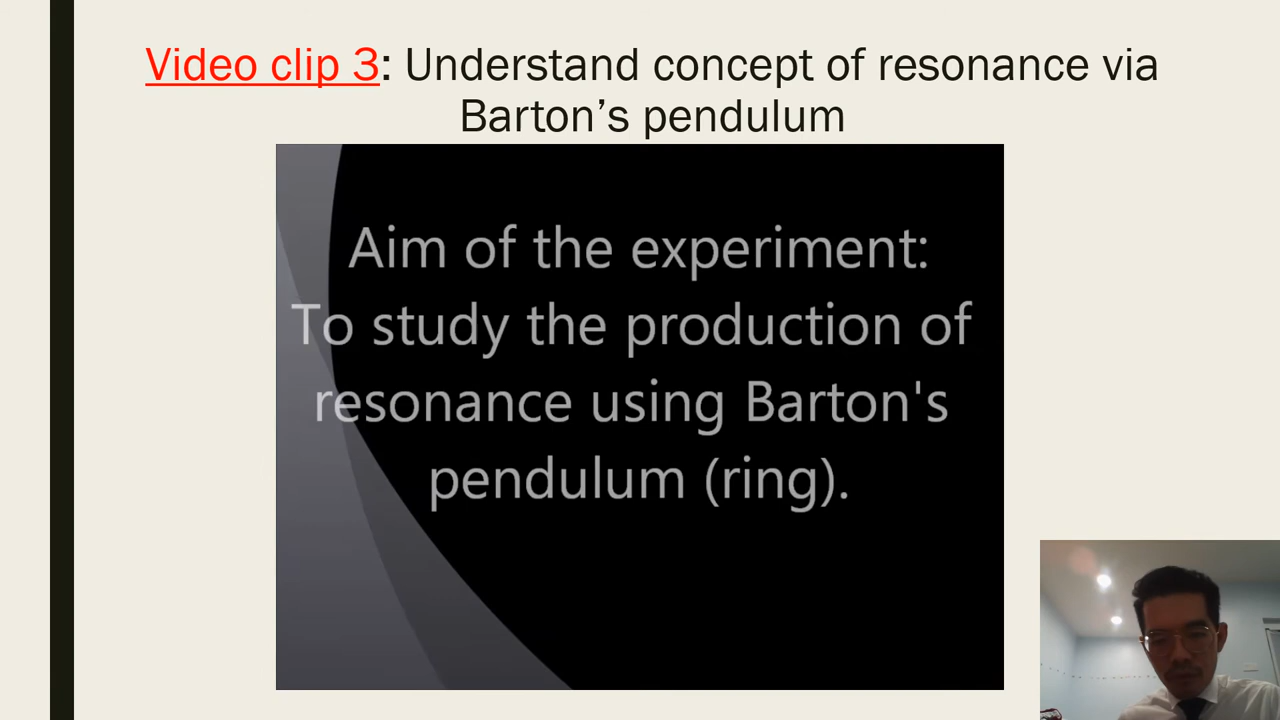 Video clip 3: Understand concept of resonance via
Barton’s pendulum
Aim of the experiment:
To study the production of
resonance using Barton's
pendulum (ring).